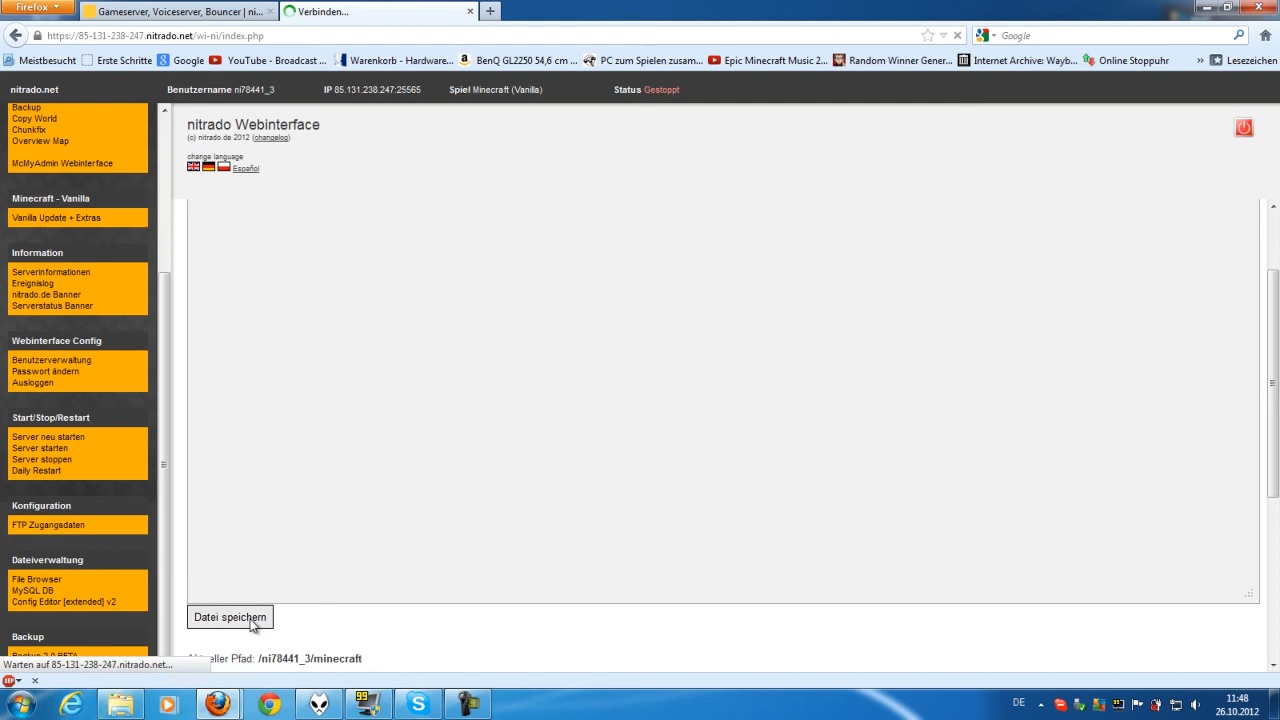 Firefox
Gameserver, Voiceserver, Bouncer | ni...
Verbinden...
https://85-131-238-247.nitrado.net/wi-ni/index.php
Google
Meistbesucht
Erste Schritte
Google
YouTube - Broadcast ...
Warenkorb - Hardware...
BenQ GL2250 54,6 cm ...
PC zum Spielen zusam...
Epic Minecraft Music 2...
Random Winner Gener...
Internet Archive: Wayb...
Online Stoppuhr
»
Lesezeichen
nitrado.net
Benutzername ni78441_3
IP 85.131.238.247:25565
Spiel Minecraft (Vanilla)
Status Gestoppt
Backup
Copy World
Chunkfix
Overview Map
McMyAdmin Webinterface
Minecraft - Vanilla
Vanilla Update + Extras
Information
Serverinformationen
Ereignislog
nitrado.de Banner
Serverstatus Banner
Webinterface Config
Benutzerverwaltung
Passwort ändern
Ausloggen
Start/Stop/Restart
Server neu starten
Server starten
Server stoppen
Daily Restart
Konfiguration
FTP Zugangsdaten
Dateiverwaltung
File Browser
MySQL DB
Config Editor [extended] v2
Backup
Backup 2.0 BETA
nitrado Webinterface
(c) nitrado.de 2012 (changelog)
change language
Español
Datei speichern
ller Pfad: /ni78441_3/minecraft
Warten auf 85-131-238-247.nitrado.net...
99
DE
11:48
26.10.2012